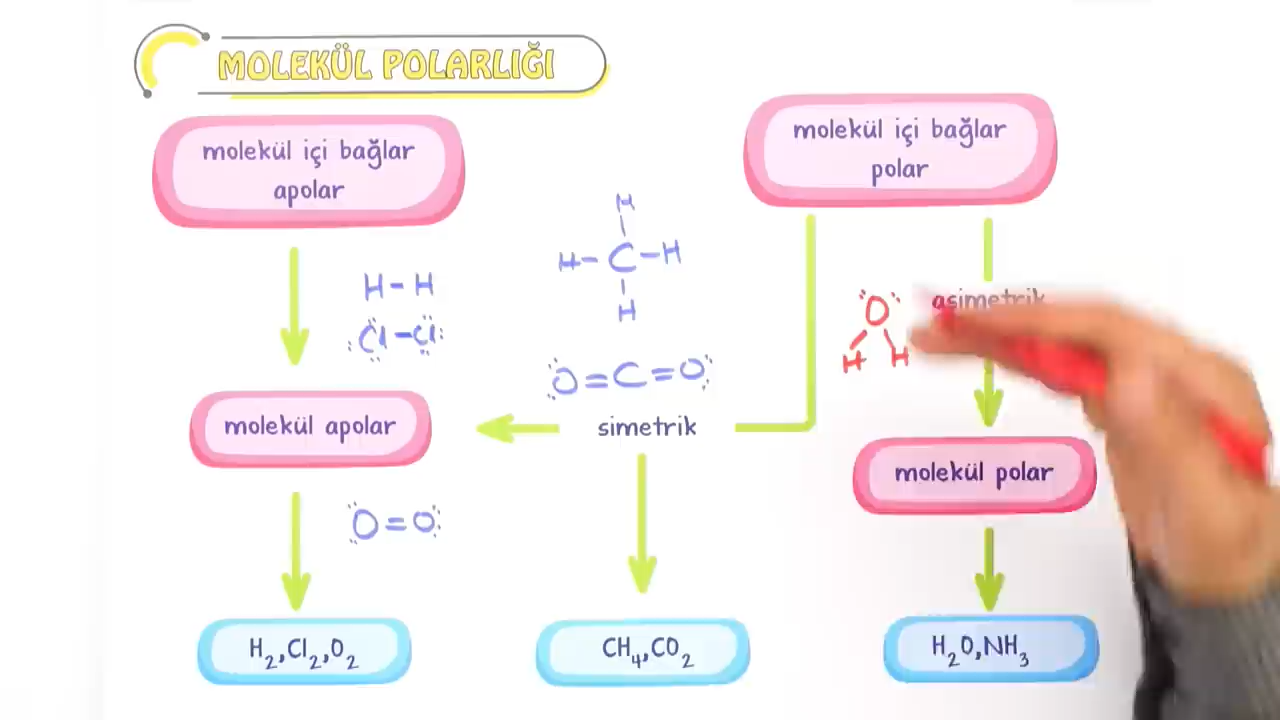 MOLEKÜL POLARLIĞI
molekül içi bağlar
apolar
molekül içi bağlar
polar
H
H-C-H
H
H-H
Cl-Cl
O
H H
asimetrik
O=C=O
molekül apolar
simetrik
molekül polar
O=O
H₂,Cl₂,O₂
CH₄,CO₂
H₂O,NH₃